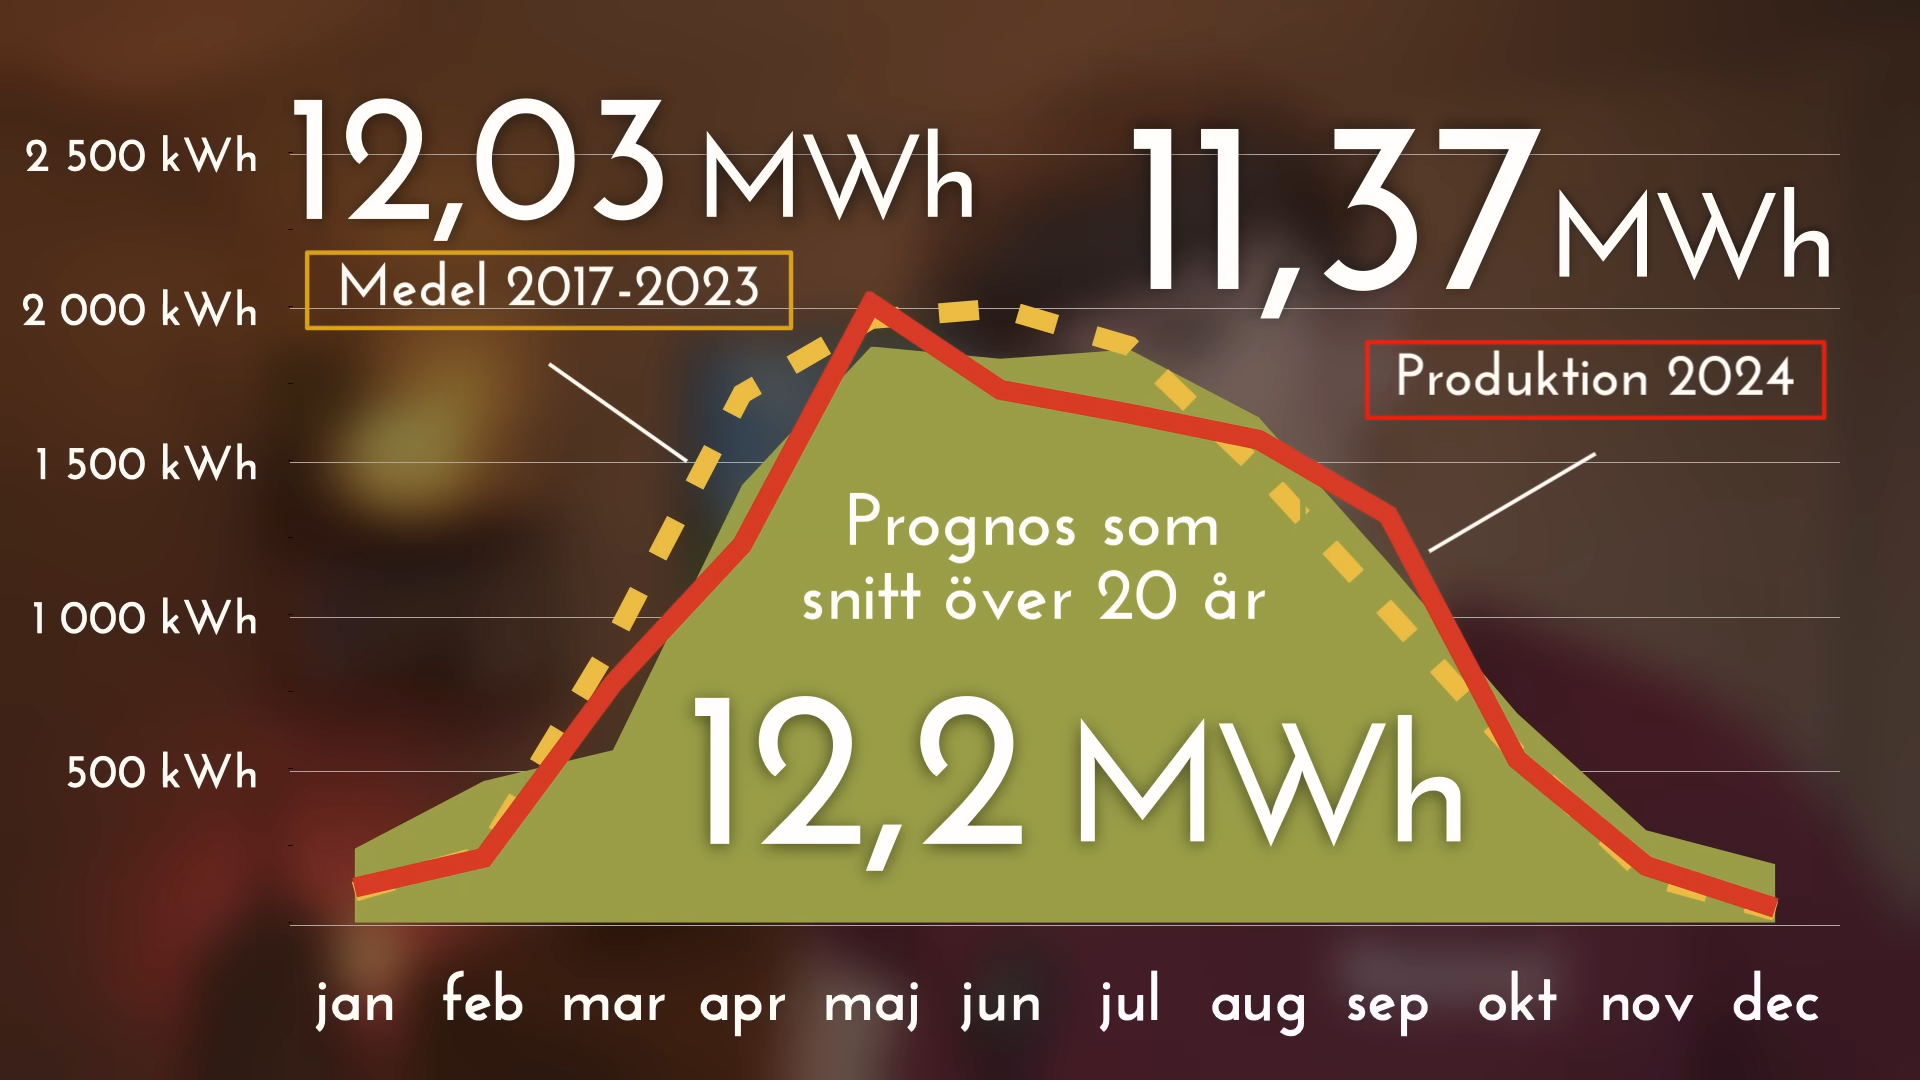 12,03 MWh
11,37 MWh
Medel 2017-2023
Produktion 2024
2 500 kWh
2 000 kWh
1 500 kWh
1 000 kWh
500 kWh
Prognos som
snitt över 20 år
12,2 MWh
jan feb mar apr maj jun jul aug sep okt nov dec